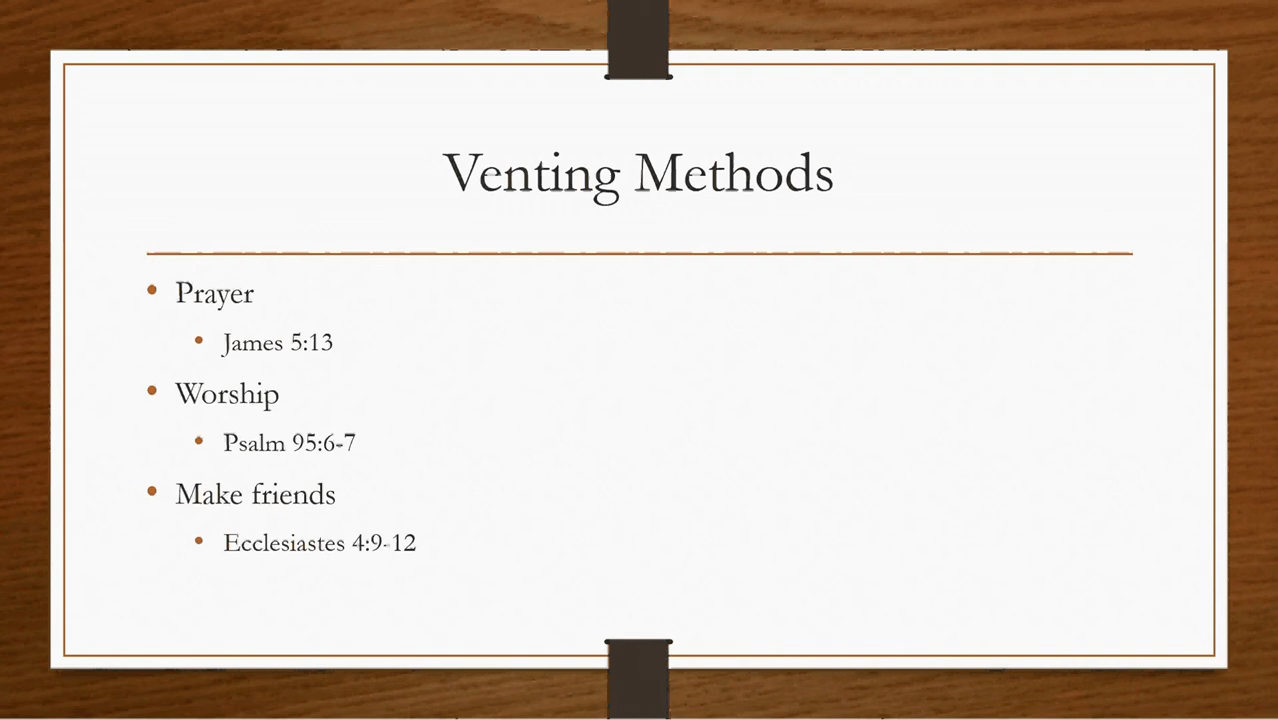 Venting Methods
• Prayer
• James 5:13
• Worship
• Psalm 95:6-7
• Make friends
• Ecclesiastes 4:9-12